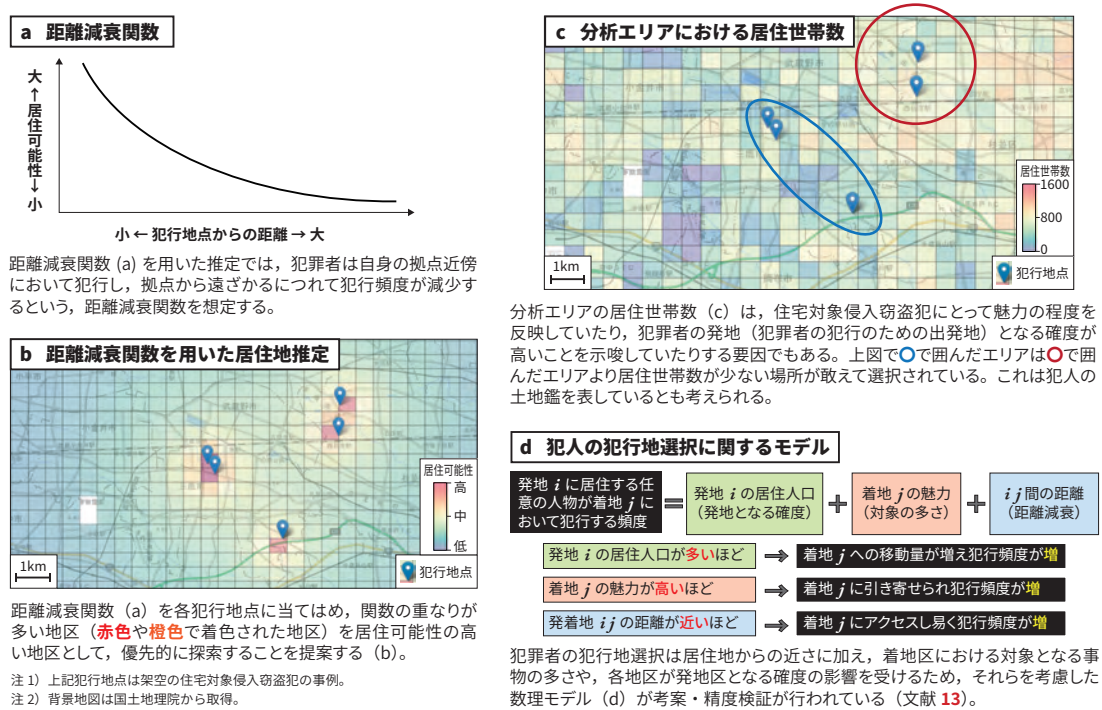 a 距離減衰関数
大←居住可能性→小
小 ← 犯行地点からの距離 → 大
距離減衰関数 (a) を用いた推定では，犯罪者は自身の拠点近傍
において犯行し，拠点から遠ざかるにつれて犯行頻度が減少す
るという，距離減衰関数を想定する。
b 距離減衰関数を用いた居住地推定
居住可能性
高
中
低
1km
犯行地点
距離減衰関数（a）を各犯行地点に当てはめ，関数の重なりが
多い地区（赤色や橙色で着色された地区）を居住可能性の高
い地区として，優先的に探索することを提案する（b）。
注 1）上記犯行地点は架空の住宅対象侵入窃盗犯の事例。
注 2）背景地図は国土地理院から取得。
c 分析エリアにおける居住世帯数
居住世帯数
1600
800
0
1km
犯行地点
分析エリアの居住世帯数（c）は，住宅対象侵入窃盗犯にとって魅力の程度を
反映していたり，犯罪者の発地（犯罪者の犯行のための出発地）となる確度が
高いことを示唆していたりする要因でもある。上図で○で囲んだエリアは○で囲
んだエリアより居住世帯数が少ない場所が敢えて選択されている。これは犯人の
土地鑑を表しているとも考えられる。
d 犯人の犯行地選択に関するモデル
発地 i に居住する任
意の人物が着地 j に
おいて犯行する頻度
=
発地 i の居住人口
（発地となる確度）
+
着地 j の魅力
（対象の多さ）
+
i j 間の距離
（距離減衰）
発地 i の居住人口が多いほど ⇒ 着地 j への移動量が増え犯行頻度が増
着地 j の魅力が高いほど ⇒ 着地 j に引き寄せられ犯行頻度が増
発着地 i j の距離が近いほど ⇒ 着地 j にアクセスし易く犯行頻度が増
犯罪者の犯行地選択は居住地からの近さに加え，着地区における対象となる事
物の多さや，各地区が発地区となる確度の影響を受けるため，それらを考慮した
数理モデル（d）が考案・精度検証が行われている（文献 13）。